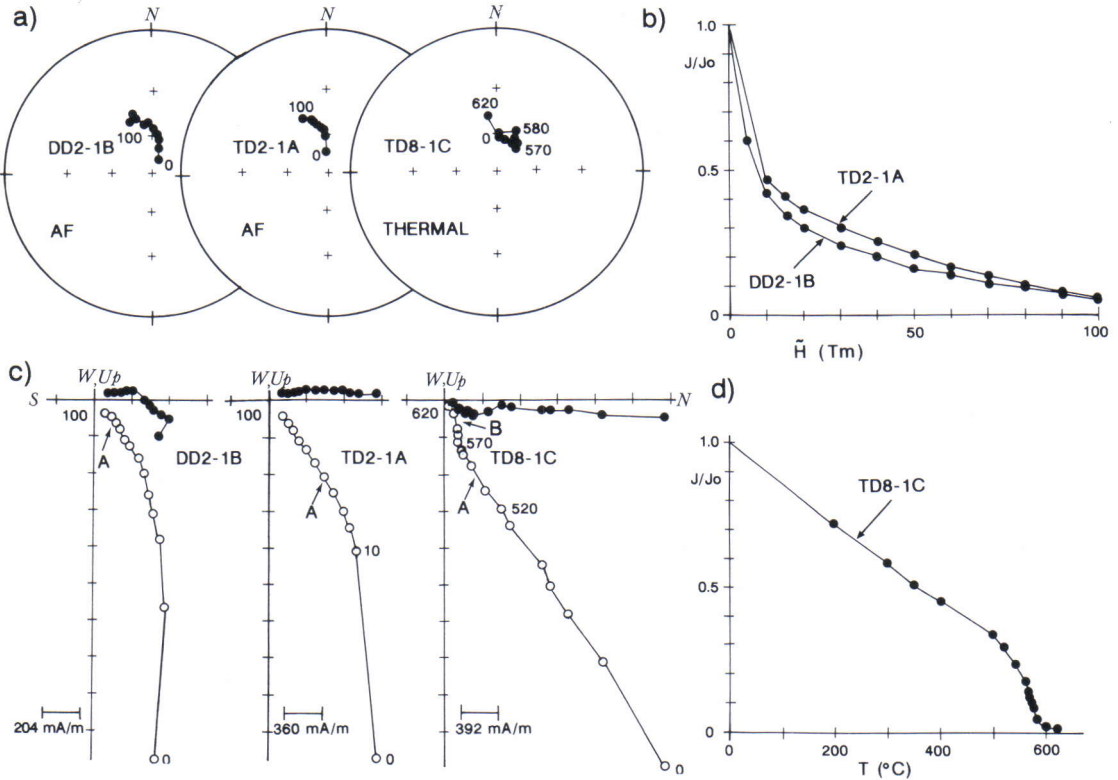 a)
N
N
N
DD2-1B
100
0
AF
TD2-1A
100
0
AF
TD8-1C
620
0
580
570
THERMAL
b)
1.0
J/Jo
0.5
0
TD2-1A
DD2-1B
0
50
100
H̃ (Tm)
c)
W,Up
S
100
A
DD2-1B
204 mA/m
0
W,Up
100
TD2-1A
A
10
360 mA/m
0
W,Up
N
620
B
570
TD8-1C
A
520
392 mA/m
0
d)
1.0
J/Jo
0.5
0
TD8-1C
0
200
400
600
T (°C)